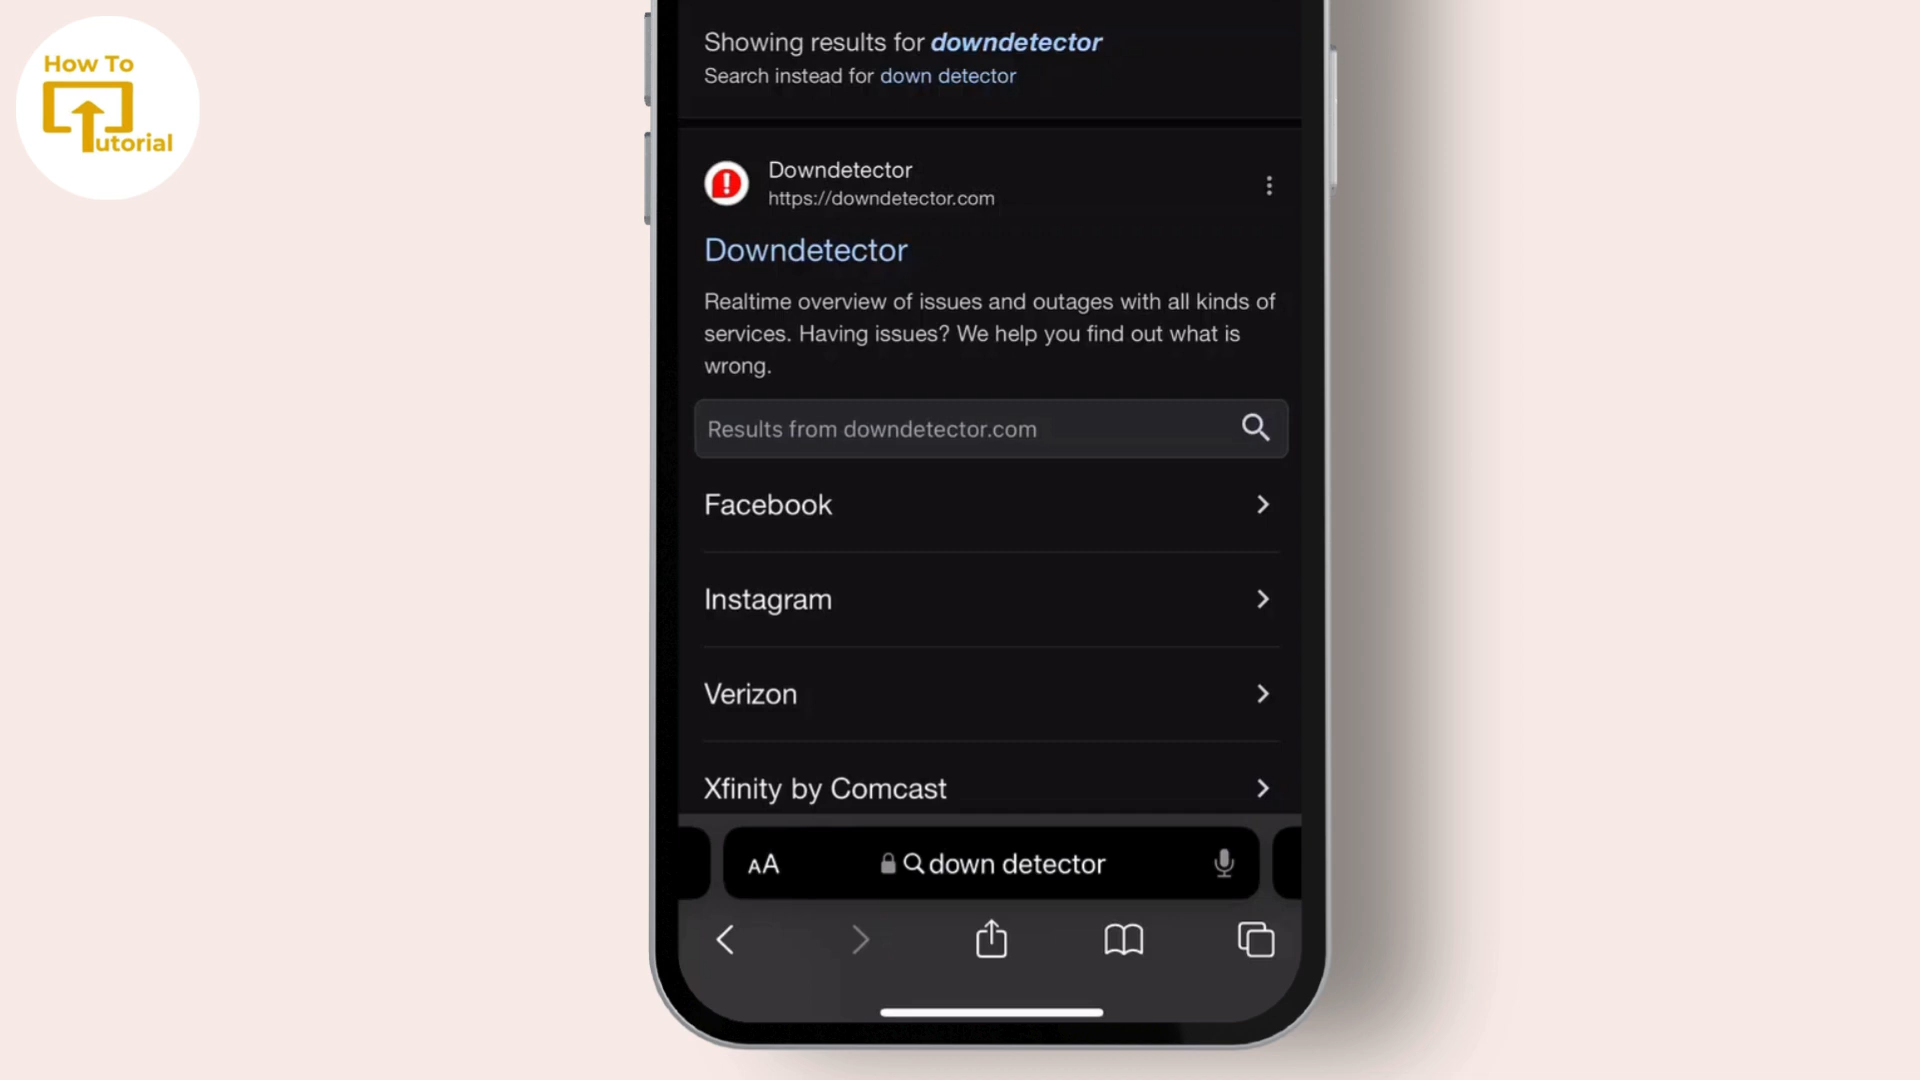 How To
utorial
Showing results for downdetector
Search instead for down detector
Downdetector
https://downdetector.com
Downdetector
Realtime overview of issues and outages with all kinds of
services. Having issues? We help you find out what is
wrong.
Results from downdetector.com
Facebook
Instagram
Verizon
Xfinity by Comcast
AA down detector